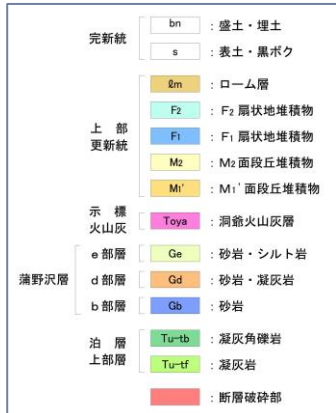 完新統
bn : 盛土・埋土
s : 表土・黒ボク
上部更新統
ℓm : ローム層
F2 : F2 扇状地堆積物
F1 : F1 扇状地堆積物
M2 : M2 面段丘堆積物
M1' : M1' 面段丘堆積物
示標火山灰
Toya : 洞爺火山灰層
蒲野沢層
e 部層 Ge : 砂岩・シルト岩
d 部層 Gd : 砂岩・凝灰岩
b 部層 Gb : 砂岩
泊層上部層
Tu-tb : 凝灰角礫岩
Tu-tf : 凝灰岩
: 断層破砕部